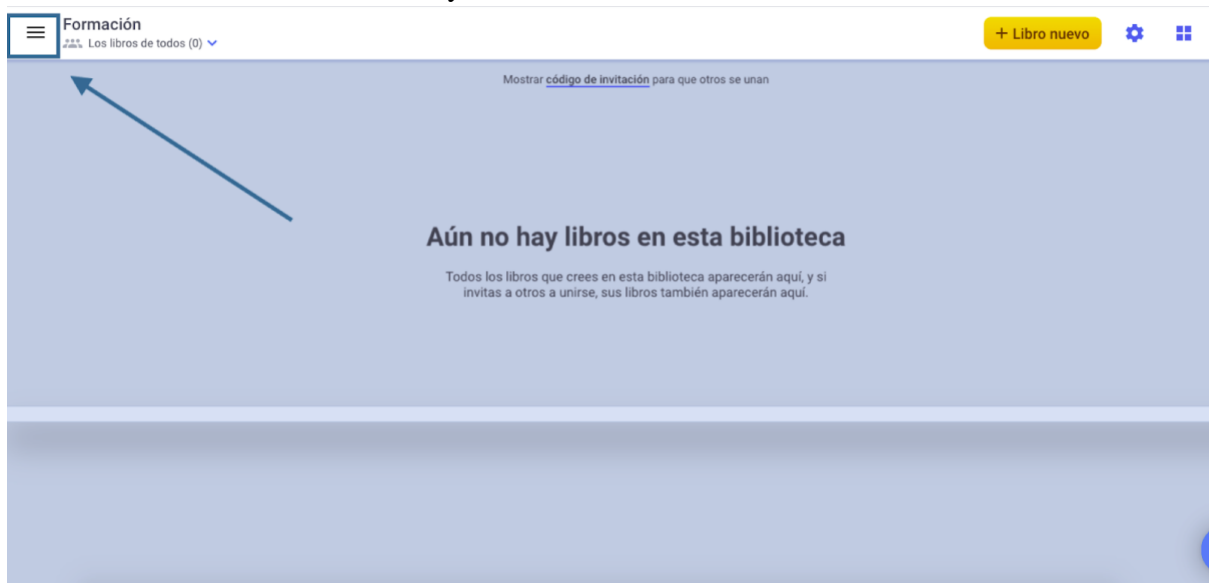 Formación
Los libros de todos (0)
+ Libro nuevo
Mostrar código de invitación para que otros se unan
Aún no hay libros en esta biblioteca
Todos los libros que crees en esta biblioteca aparecerán aquí, y si
invitas a otros a unirse, sus libros también aparecerán aquí.